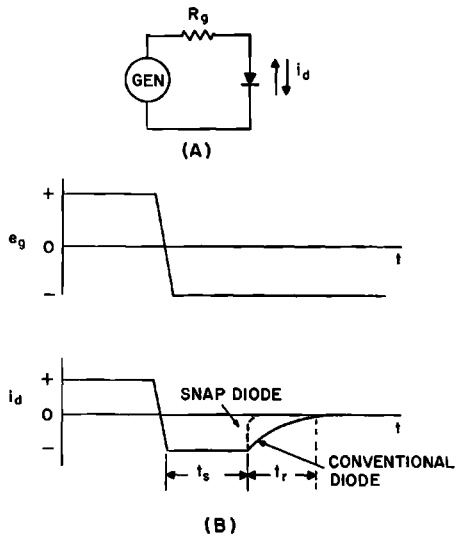 Rg
GEN
id
(A)
+
eg 0
t
−
+
id 0
SNAP DIODE
t
−
ts tr
CONVENTIONAL
DIODE
(B)